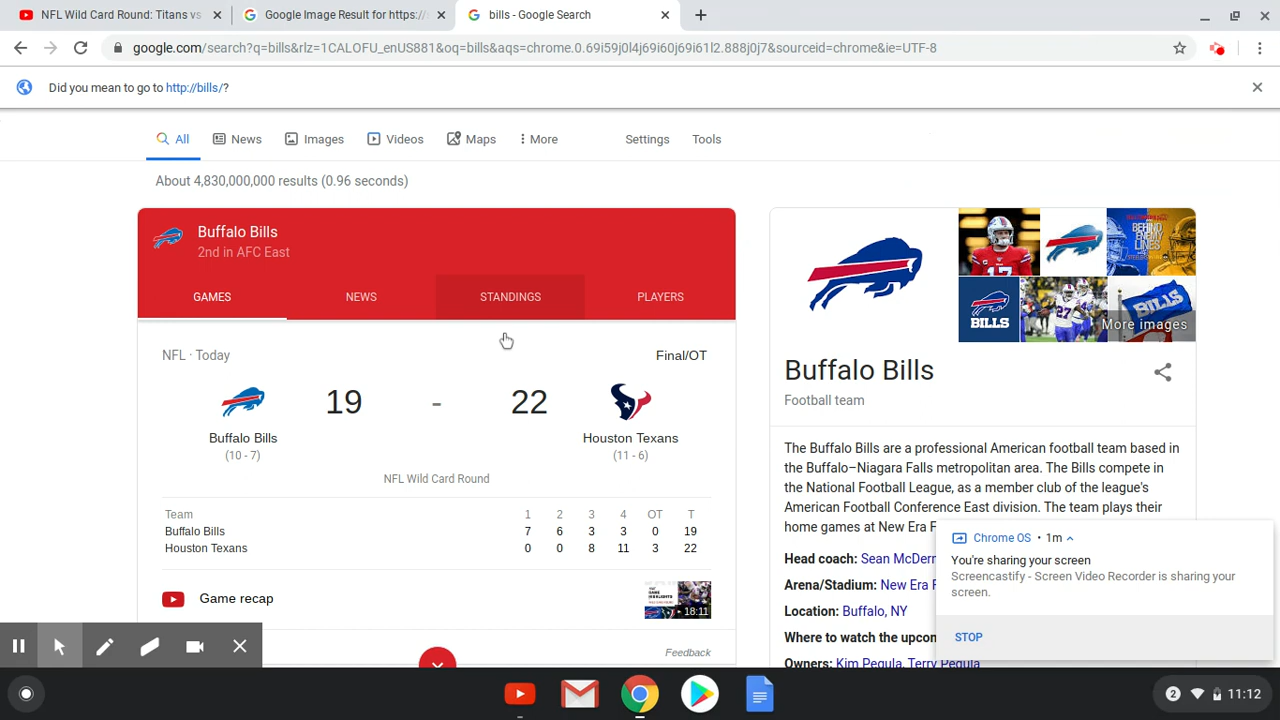 NFL Wild Card Round: Titans vs
Google Image Result for https://
bills - Google Search
google.com/search?q=bills&rlz=1CALOFU_enUS881&oq=bills&aqs=chrome.0.69i59j0l4j69i60j69i61l2.888j0j7&sourceid=chrome&ie=UTF-8
Did you mean to go to http://bills/?
All News Images Videos Maps More Settings Tools
About 4,830,000,000 results (0.96 seconds)
Buffalo Bills
2nd in AFC East
GAMES NEWS STANDINGS PLAYERS
NFL · Today Final/OT
19 - 22
Buffalo Bills Houston Texans
(10 - 7) (11 - 6)
NFL Wild Card Round
Team 1 2 3 4 OT T
Buffalo Bills 7 6 3 3 0 19
Houston Texans 0 0 8 11 3 22
Game recap
18:11
Feedback
BILLS
BILLS
More images
Buffalo Bills
Football team
The Buffalo Bills are a professional American football team based in
the Buffalo–Niagara Falls metropolitan area. The Bills compete in
the National Football League, as a member club of the league's
American Football Conference East division. The team plays their
home games at New Era F
Head coach: Sean McDerm
Arena/Stadium: New Era F
Location: Buffalo, NY
Where to watch the upcon
Owners: Kim Pegula, Terry Pegula
Chrome OS · 1m
You're sharing your screen
Screencastify - Screen Video Recorder is sharing your
screen.
STOP
2 11:12